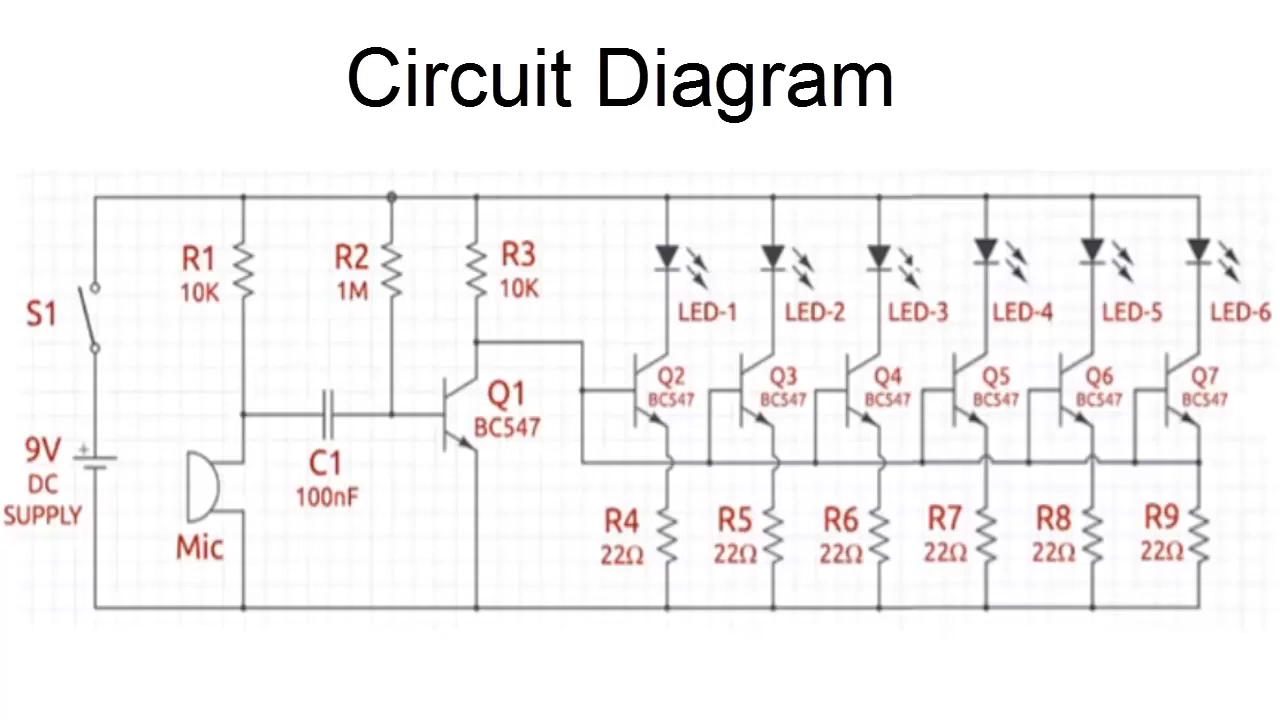 Circuit Diagram
R1
10K
R2
1M
R3
10K
S1
LED-1
LED-2
LED-3
LED-4
LED-5
LED-6
Q1
BC547
Q2
BC547
Q3
BC547
Q4
BC547
Q5
BC547
Q6
BC547
Q7
BC547
+
9V
DC
SUPPLY
C1
100nF
Mic
R4
22Ω
R5
22Ω
R6
22Ω
R7
22Ω
R8
22Ω
R9
22Ω